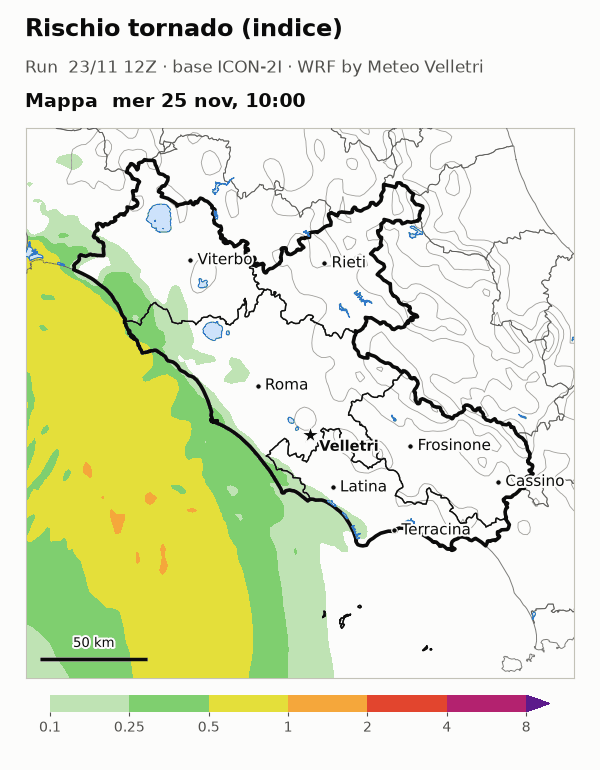 Rischio tornado (indice)
Run  23/11 12Z · base ICON-2I · WRF by Meteo Velletri
Mappa  mer 25 nov, 10:00
Viterbo
Rieti
Roma
Velletri
Frosinone
Cassino
Latina
Terracina
50 km
0.1 0.25 0.5 1 2 4 8